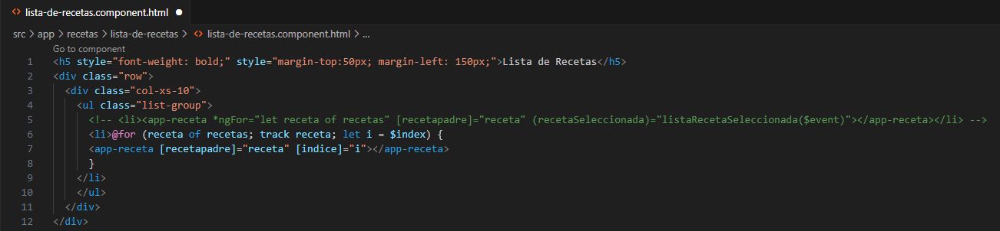 lista-de-recetas.component.html
src > app > recetas > lista-de-recetas > lista-de-recetas.component.html > ...
Go to component
1 <h5 style="font-weight: bold;" style="margin-top:50px; margin-left: 150px;">Lista de Recetas</h5>
2 <div class="row">
3   <div class="col-xs-10">
4     <ul class="list-group">
5       <!-- <li><app-receta *ngFor="let receta of recetas" [recetapadre]="receta" (recetaSeleccionada)="listaRecetaSeleccionada($event)"></app-receta></li> -->
6       <li>@for (receta of recetas; track receta; let i = $index) {
7       <app-receta [recetapadre]="receta" [indice]="i"></app-receta>
8       }
9     </li>
10     </ul>
11   </div>
12 </div>